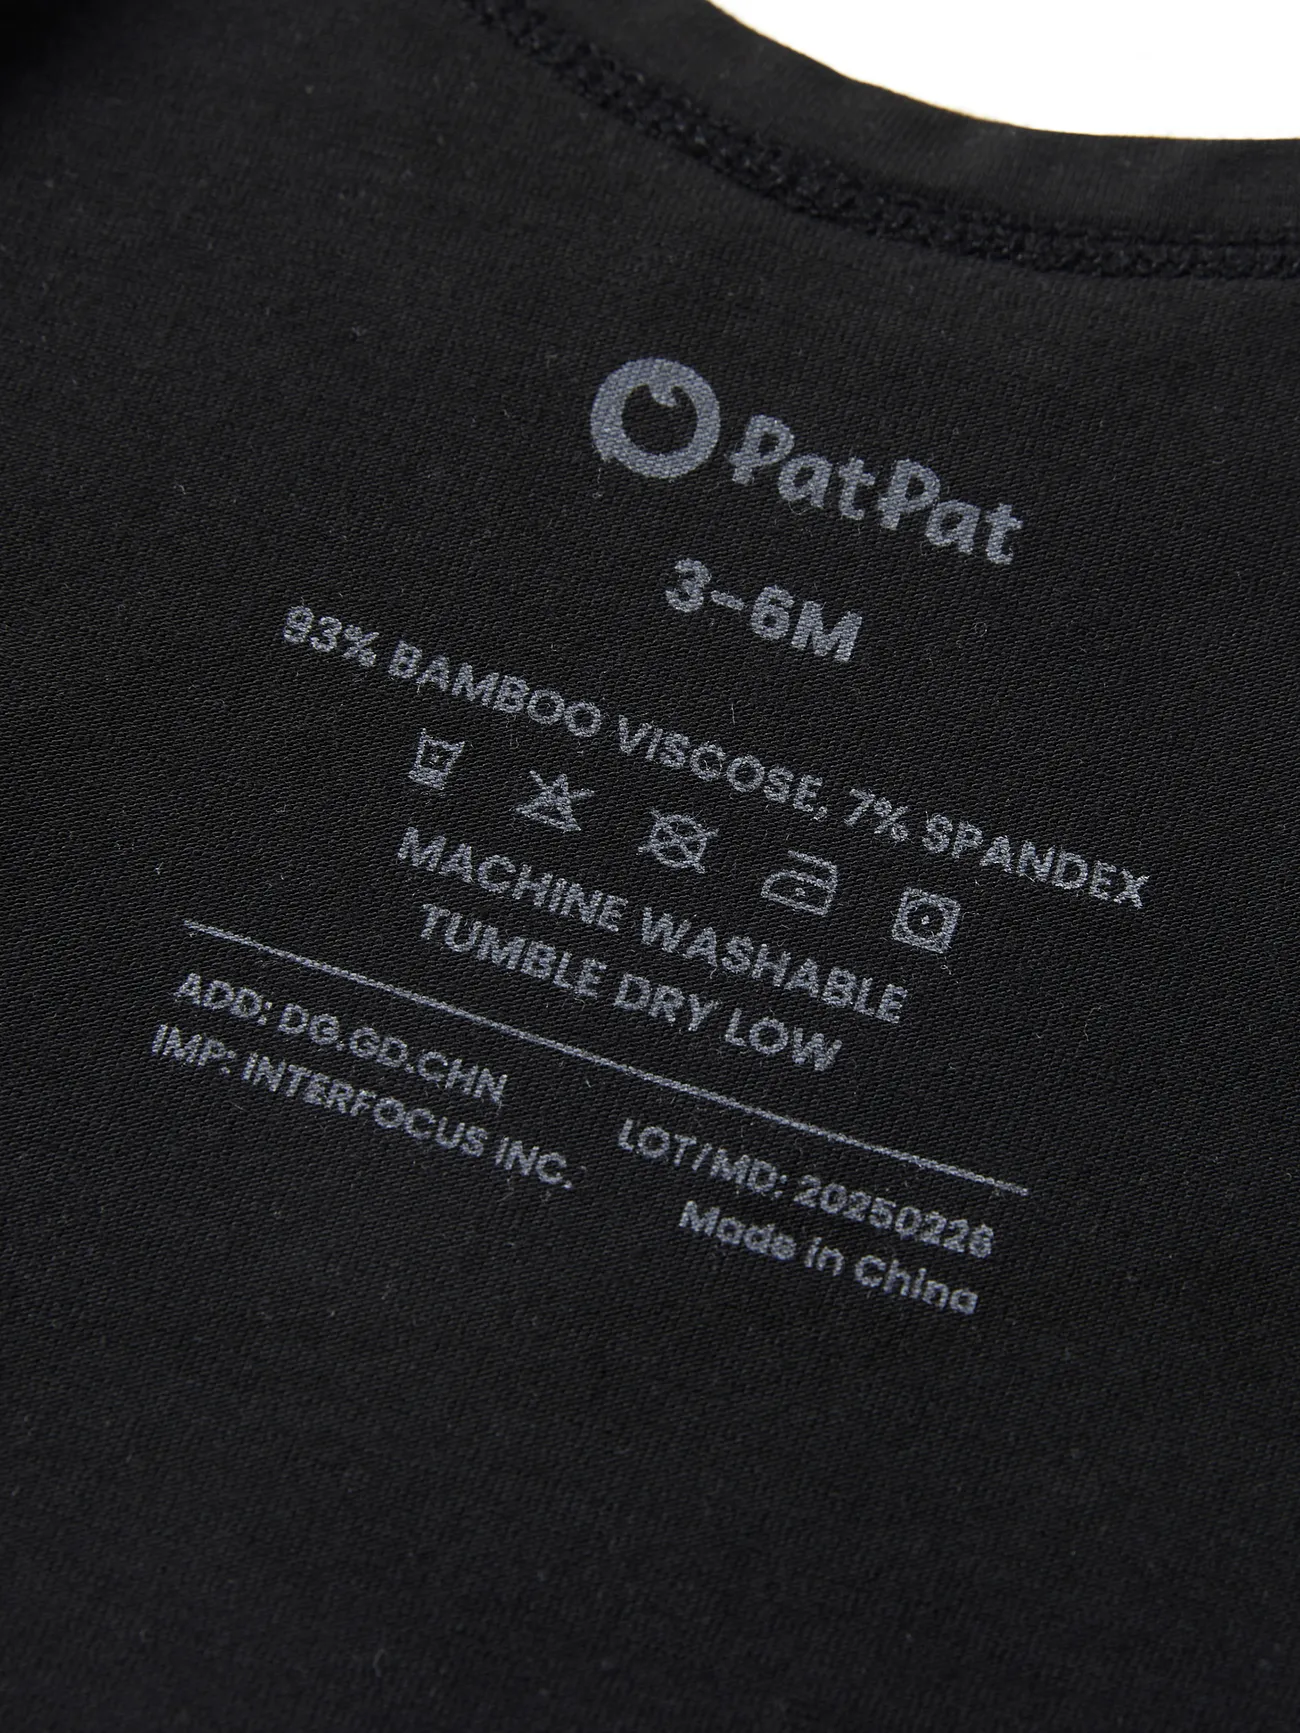 PatPat
3-6M
93% BAMBOO VISCOSE, 7% SPANDEX
MACHINE WASHABLE
TUMBLE DRY LOW
ADD: DG.GD.CHN
IMP: INTERFOCUS INC.
LOT/MD: 20250226
Made in China